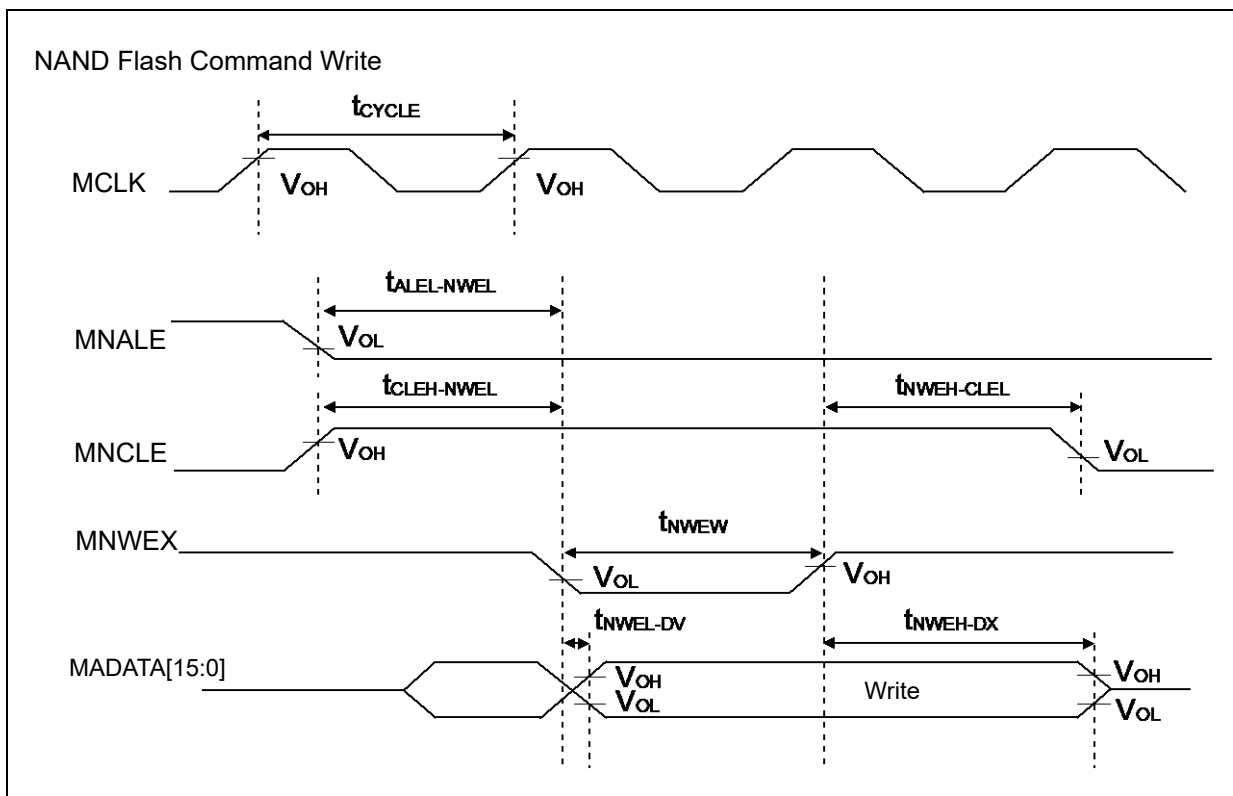 NAND Flash Command Write
tCYCLE
MCLK
VOH
VOH
tALEL-NWEL
MNALE
VOL
tCLEH-NWEL
tNWEH-CLEL
MNCLE
VOH
VOL
tNWEW
MNWEX
VOL
VOH
tNWEL-DV
tNWEH-DX
MADATA[15:0]
VOH
VOL
Write
VOH
VOL